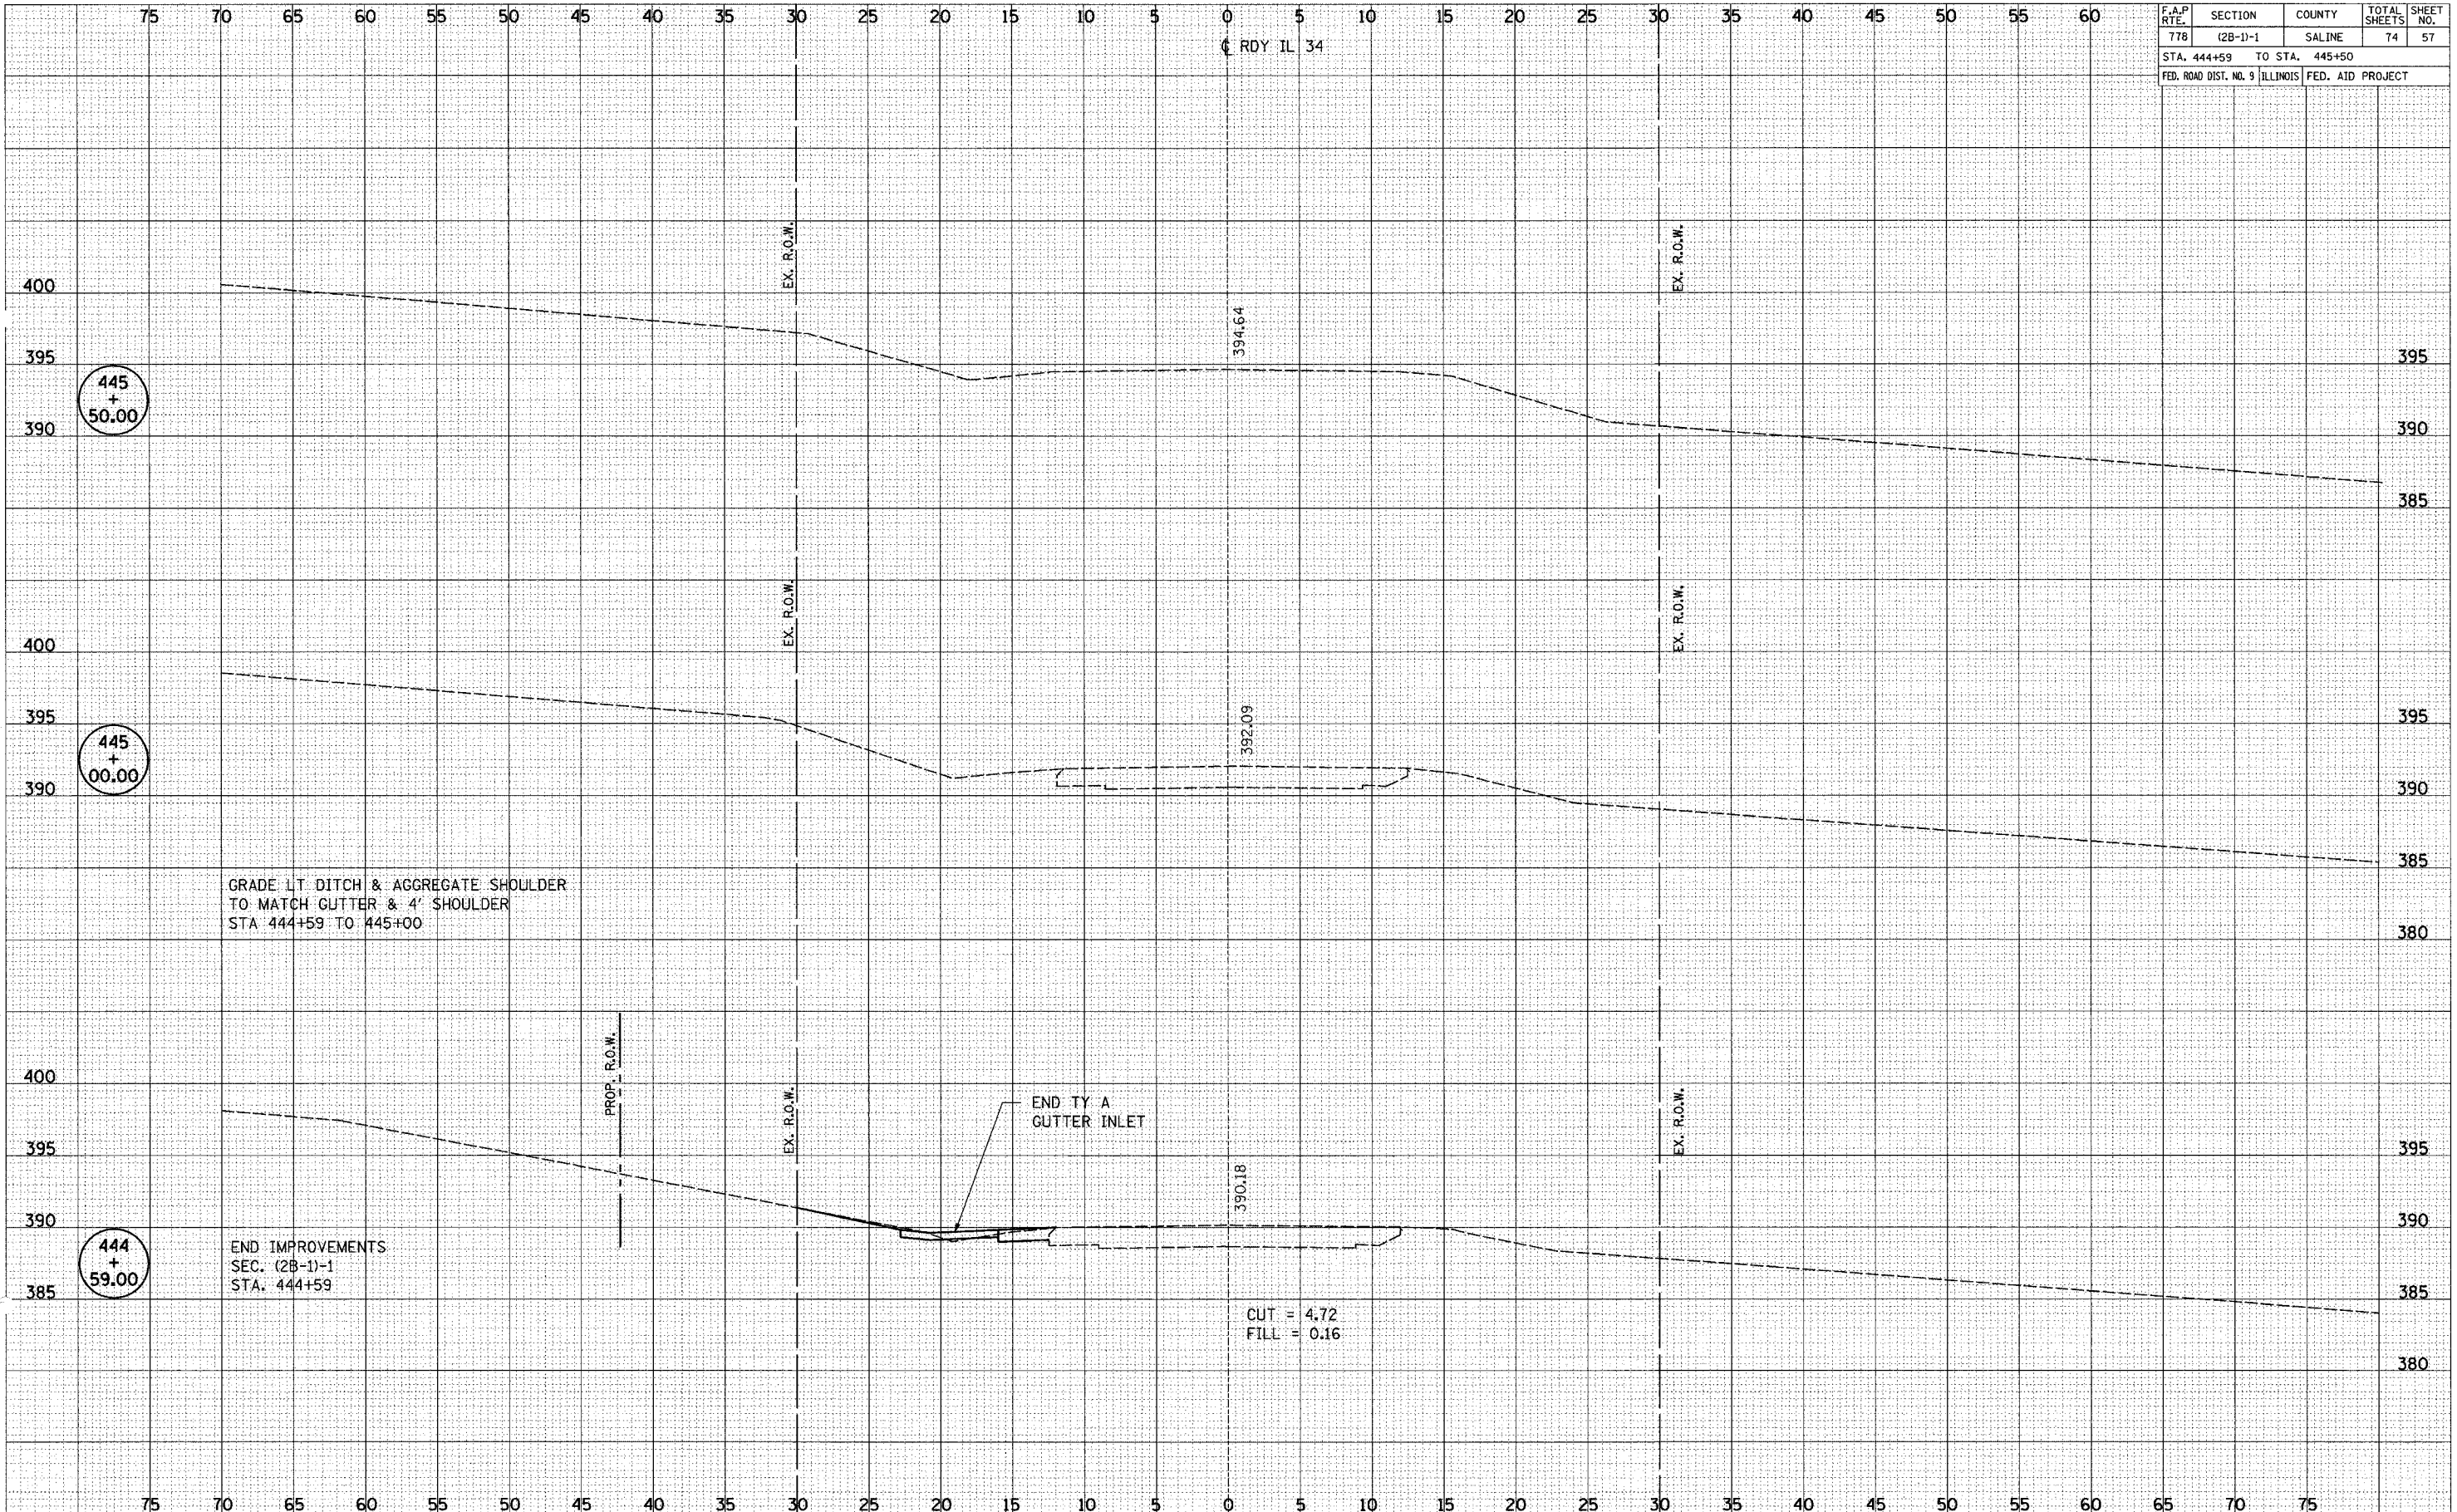 75 70 65 60 55 50 45 40 35 30 25 20 15 10 5 0 5 10 15 20 25 30 35 40 45 50 55 60
F.A.P RTE. SECTION COUNTY TOTAL SHEETS SHEET NO.
778 (2B-1)-1 SALINE 74 57
STA. 444+59 TO STA. 445+50
FED. ROAD DIST. NO. 9 ILLINOIS FED. AID PROJECT
℄ RDY IL 34
EX. R.O.W.
EX. R.O.W.
400
394.64
395 395
445
+
50.00
390 390
385
EX. R.O.W.
EX. R.O.W.
400
392.09
395 395
445
+
00.00
390 390
385
GRADE LT DITCH & AGGREGATE SHOULDER
TO MATCH GUTTER & 4' SHOULDER
STA 444+59 TO 445+00
380
PROP. R.O.W.
EX. R.O.W.
EX. R.O.W.
400
END TY A
GUTTER INLET
395 395
390.18
390 390
444
+
59.00
END IMPROVEMENTS
SEC. (2B-1)-1
STA. 444+59
385 385
CUT = 4.72
FILL = 0.16
380
75 70 65 60 55 50 45 40 35 30 25 20 15 10 5 0 5 10 15 20 25 30 35 40 45 50 55 60 65 70 75